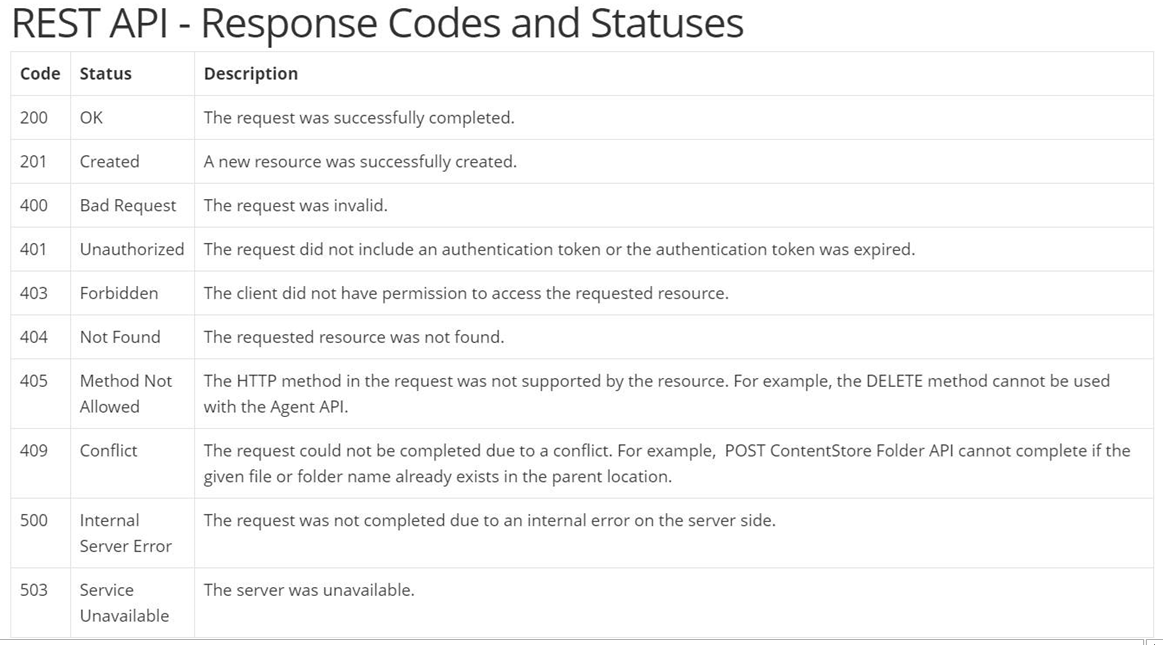 REST API - Response Codes and Statuses
Code Status Description
200 OK The request was successfully completed.
201 Created A new resource was successfully created.
400 Bad Request The request was invalid.
401 Unauthorized The request did not include an authentication token or the authentication token was expired.
403 Forbidden The client did not have permission to access the requested resource.
404 Not Found The requested resource was not found.
405 Method Not The HTTP method in the request was not supported by the resource. For example, the DELETE method cannot be used
Allowed with the Agent API.
409 Conflict The request could not be completed due to a conflict. For example,  POST ContentStore Folder API cannot complete if the
given file or folder name already exists in the parent location.
500 Internal The request was not completed due to an internal error on the server side.
Server Error
503 Service The server was unavailable.
Unavailable